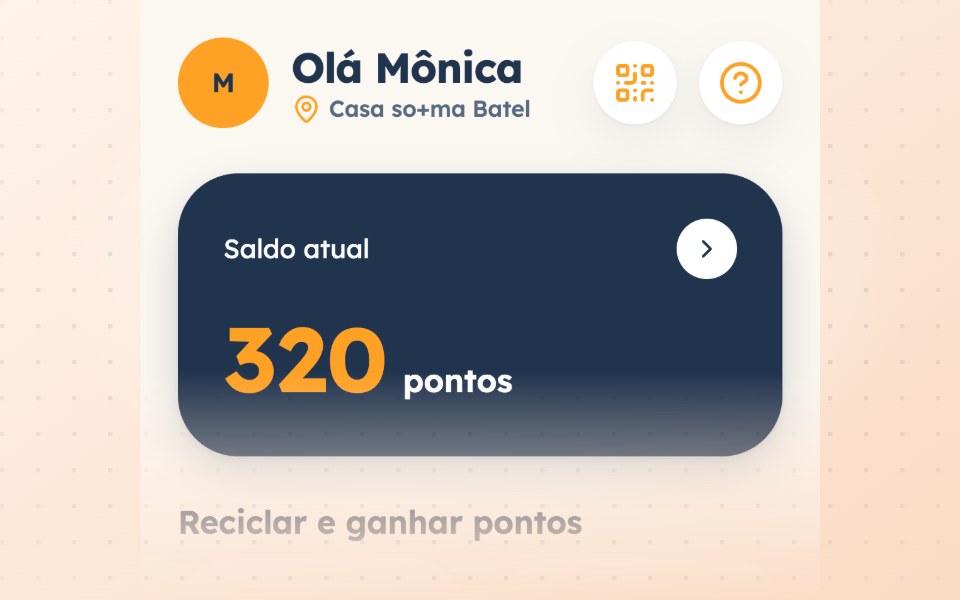 M
Olá Mônica
Casa so+ma Batel
Saldo atual
320 pontos
Reciclar e ganhar pontos